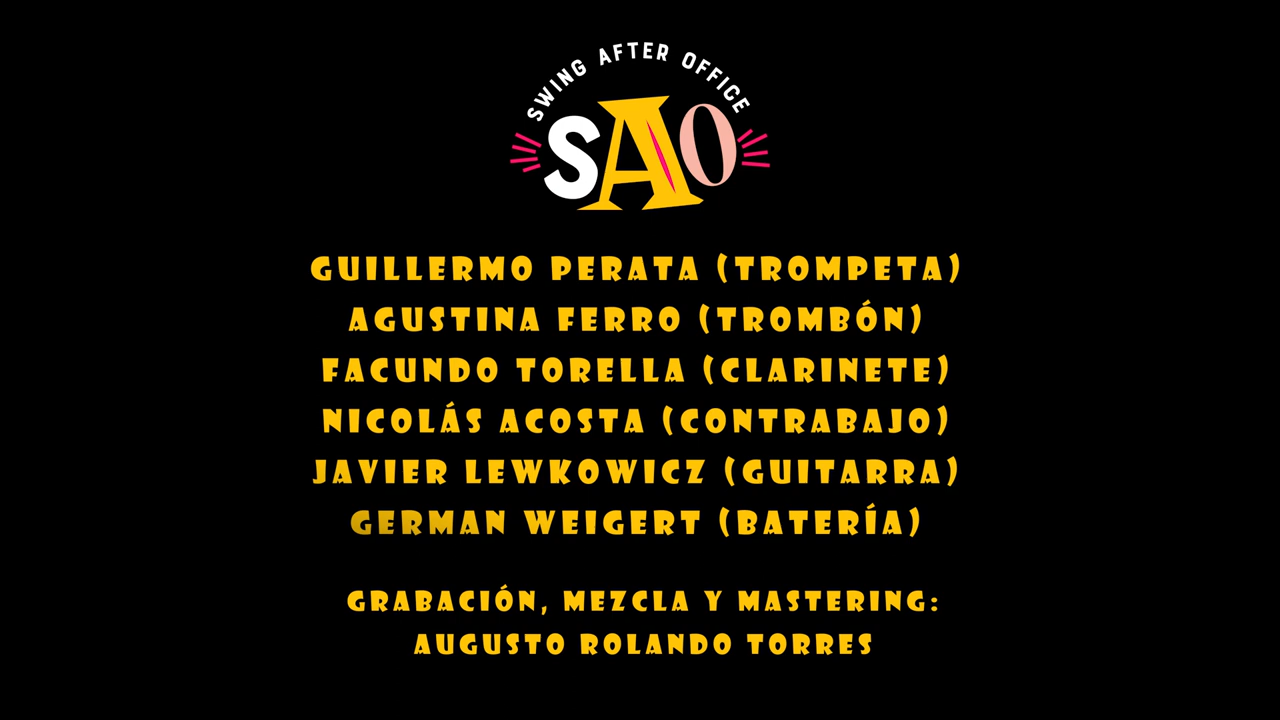 SWING AFTER OFFICE
SAO
GUILLERMO PERATA (TROMPETA)
AGUSTINA FERRO (TROMBÓN)
FACUNDO TORELLA (CLARINETE)
NICOLÁS ACOSTA (CONTRABAJO)
JAVIER LEWKOWICZ (GUITARRA)
GERMAN WEIGERT (BATERÍA)
GRABACIÓN, MEZCLA Y MASTERING:
AUGUSTO ROLANDO TORRES